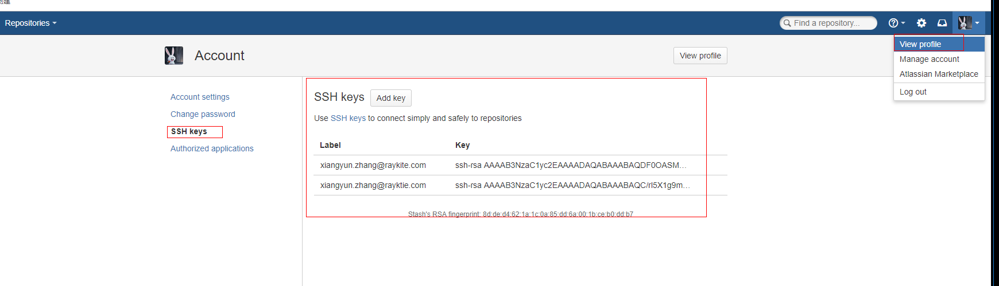 创建
Repositories
Find a repository...
View profile
Manage account
Atlassian Marketplace
Log out
Account
View profile
Account settings
Change password
SSH keys
Authorized applications
SSH keys Add key
Use SSH keys to connect simply and safely to repositories
Label Key
xiangyun.zhang@raykite.com ssh-rsa AAAAB3NzaC1yc2EAAAADAQABAAABAQDF0OASM...
xiangyun.zhang@rayktie.com ssh-rsa AAAAB3NzaC1yc2EAAAADAQABAAABAQC/rI5X1g9m...
Stash's RSA fingerprint: 8d:de:d4:62:1a:1c:0a:85:dd:6a:00:1b:ce:b0:dd:b7